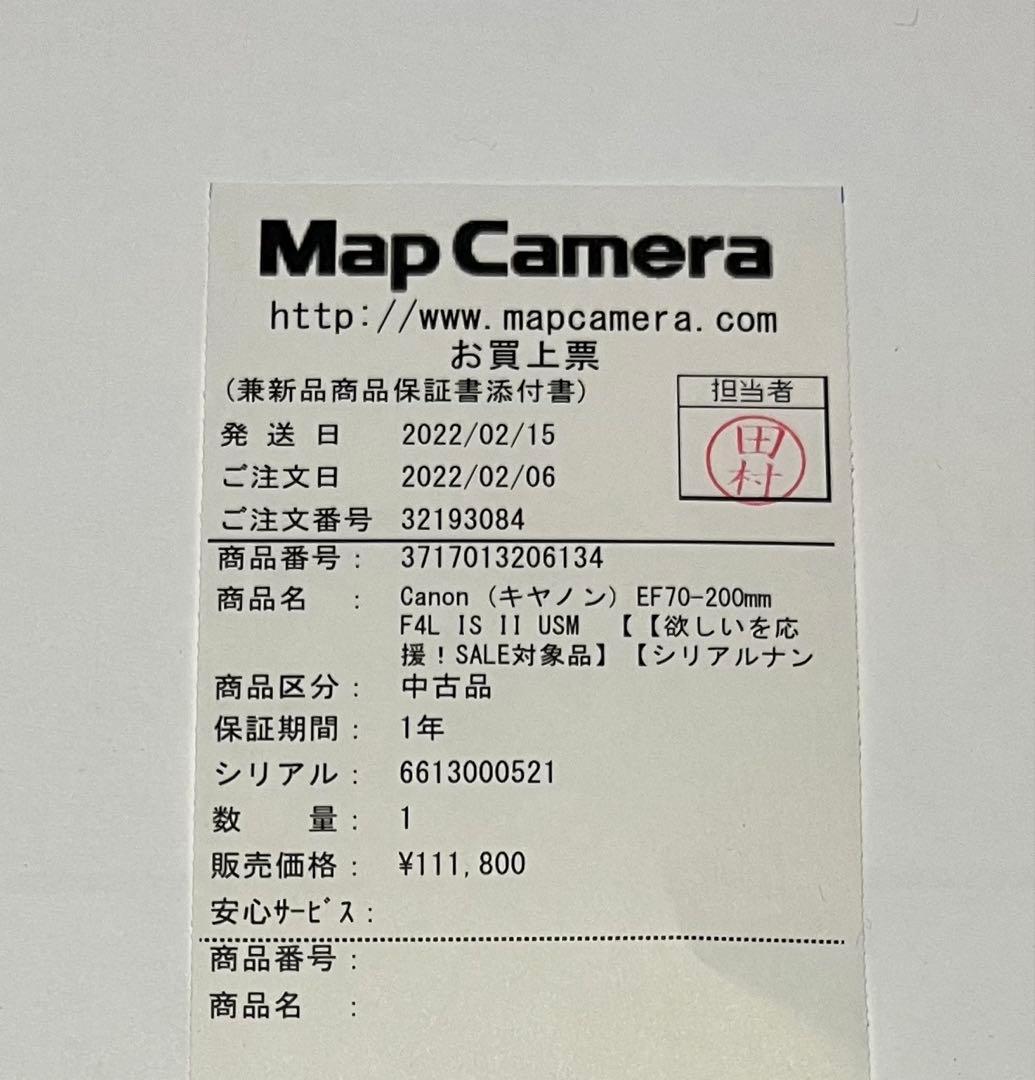 Map Camera
http://www.mapcamera.com
お買上票
(兼新品商品保証書添付書)
担当者
田村
発送日 2022/02/15
ご注文日 2022/02/06
ご注文番号 32193084
商品番号： 3717013206134
商品名 ： Canon (キヤノン) EF70-200mm
F4L IS II USM 【【欲しいを応
援！SALE対象品】【シリアルナン
商品区分： 中古品
保証期間： 1年
シリアル： 6613000521
数 量： 1
販売価格： ¥111,800
安心ｻｰﾋﾞｽ：
商品番号：
商品名 ：